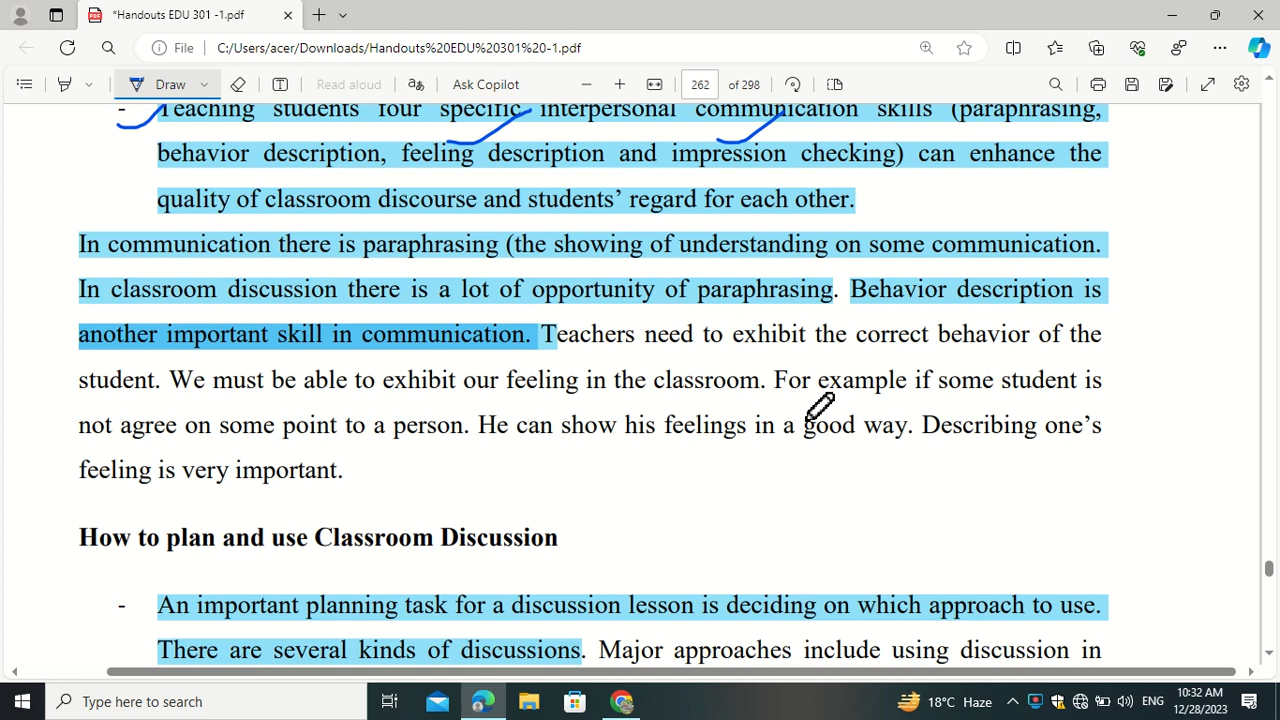 *Handouts EDU 301 -1.pdf
File C:/Users/acer/Downloads/Handouts%20EDU%20301%20-1.pdf
Draw Read aloud Ask Copilot 262 of 298
- Teaching students four specific interpersonal communication skills (paraphrasing,
behavior description, feeling description and impression checking) can enhance the
quality of classroom discourse and students’ regard for each other.
In communication there is paraphrasing (the showing of understanding on some communication.
In classroom discussion there is a lot of opportunity of paraphrasing. Behavior description is
another important skill in communication. Teachers need to exhibit the correct behavior of the
student. We must be able to exhibit our feeling in the classroom. For example if some student is
not agree on some point to a person. He can show his feelings in a good way. Describing one’s
feeling is very important.
How to plan and use Classroom Discussion
- An important planning task for a discussion lesson is deciding on which approach to use.
There are several kinds of discussions. Major approaches include using discussion in
Type here to search 18°C Haze ENG 10:32 AM
12/28/2023